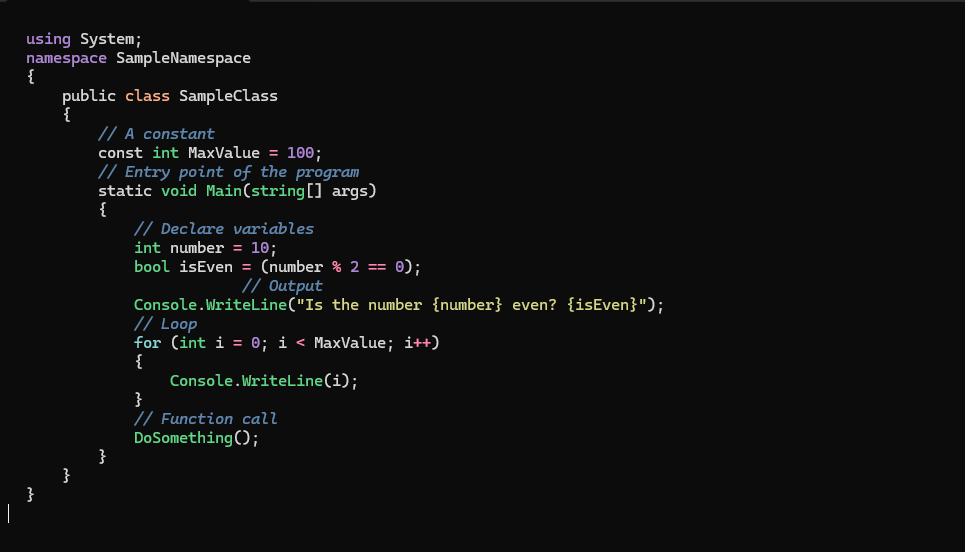 using System;
namespace SampleNamespace
{
    public class SampleClass
    {
        // A constant
        const int MaxValue = 100;
        // Entry point of the program
        static void Main(string[] args)
        {
            // Declare variables
            int number = 10;
            bool isEven = (number % 2 == 0);
                        // Output
            Console.WriteLine("Is the number {number} even? {isEven}");
            // Loop
            for (int i = 0; i < MaxValue; i++)
            {
                Console.WriteLine(i);
            }
            // Function call
            DoSomething();
        }
    }
}